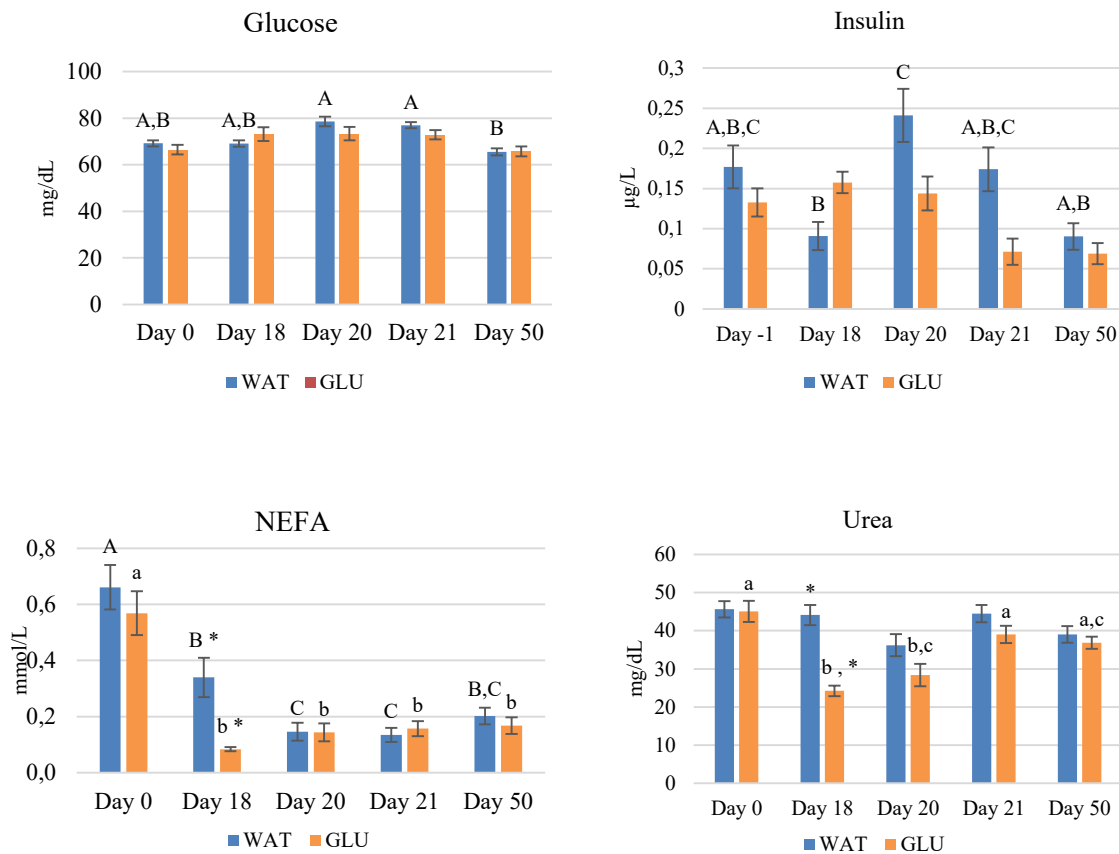 Glucose
100
80
60
40
20
0
mg/dL
A,B
A,B
A
A
B
Day 0 Day 18 Day 20 Day 21 Day 50
WAT GLU
Insulin
0,3
0,25
0,2
0,15
0,1
0,05
0
µg/L
A,B,C
B
C
A,B,C
A,B
Day -1 Day 18 Day 20 Day 21 Day 50
WAT GLU
NEFA
0,8
0,6
0,4
0,2
0,0
mmol/L
A
a
B *
b *
C b
C b
B,C b
Day 0 Day 18 Day 20 Day 21 Day 50
WAT GLU
Urea
60
50
40
30
20
10
0
mg/dL
a
*
b , *
b,c
a
a,c
Day 0 Day 18 Day 20 Day 21 Day 50
WAT GLU